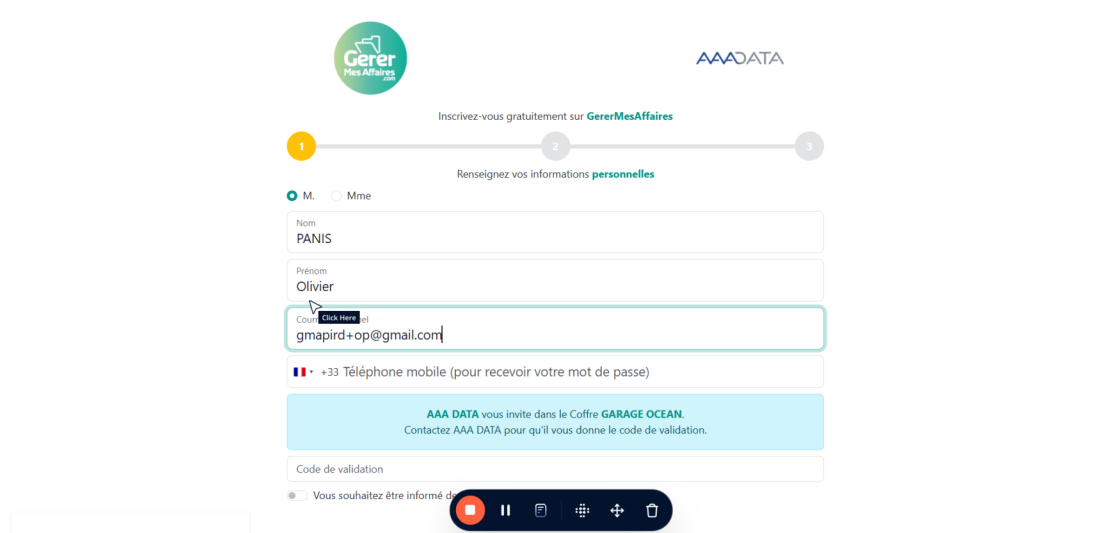 Gerer
Mes Affaires
.com
AAADATA
Inscrivez-vous gratuitement sur GererMesAffaires
1
2
3
Renseignez vos informations personnelles
M.
Mme
Nom
PANIS
Prénom
Olivier
Click Here
gmapird+op@gmail.com
+33 Téléphone mobile (pour recevoir votre mot de passe)
AAA DATA vous invite dans le Coffre GARAGE OCEAN.
Contactez AAA DATA pour qu'il vous donne le code de validation.
Code de validation
Vous souhaitez être informé de